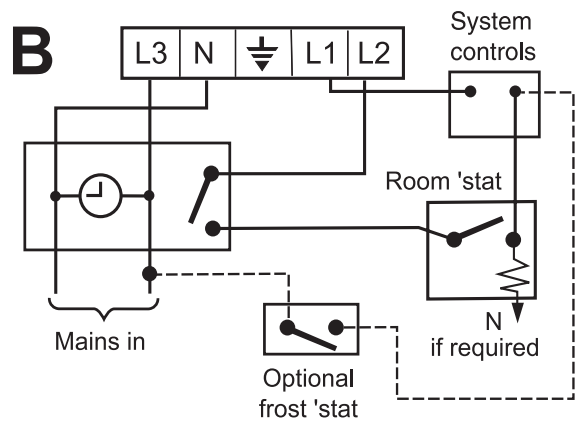 B
L3 N L1 L2
System
controls
Room 'stat
N
if required
Mains in
Optional
frost 'stat